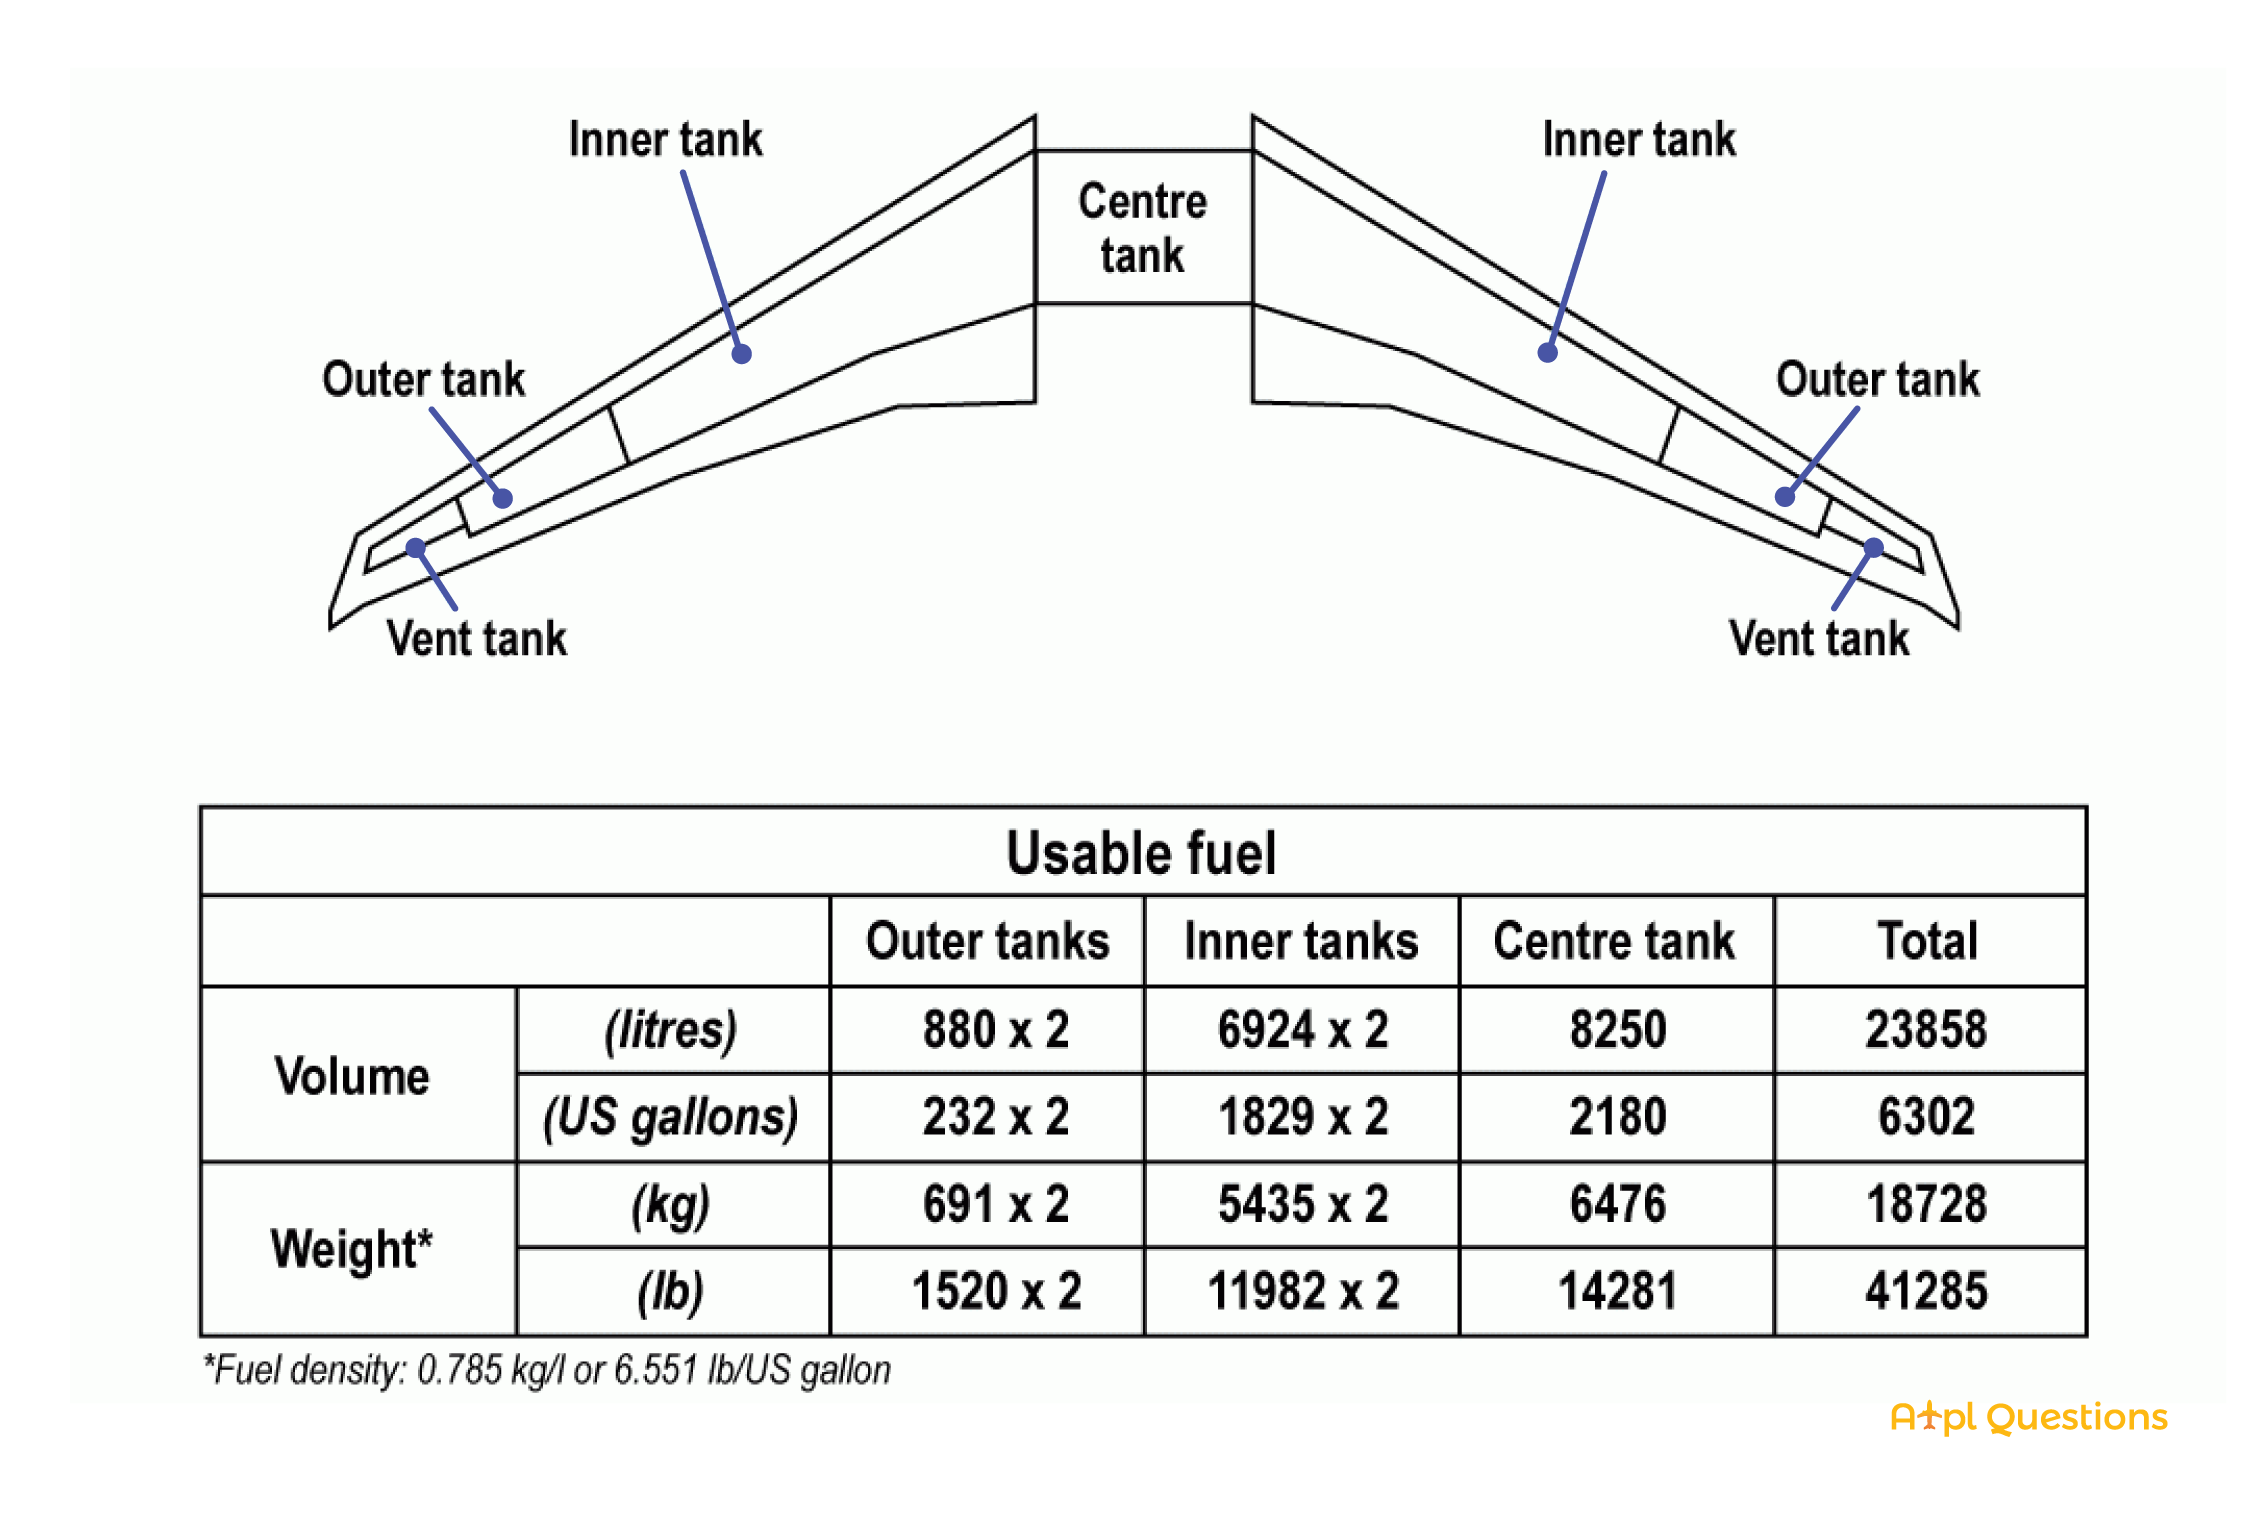 Inner tank
Inner tank
Centre
tank
Outer tank
Outer tank
Vent tank
Vent tank
Usable fuel
Outer tanks Inner tanks Centre tank Total
Volume
(litres) 880 x 2 6924 x 2 8250 23858
(US gallons) 232 x 2 1829 x 2 2180 6302
Weight*
(kg) 691 x 2 5435 x 2 6476 18728
(lb) 1520 x 2 11982 x 2 14281 41285
*Fuel density: 0.785 kg/l or 6.551 lb/US gallon
Atpl Questions